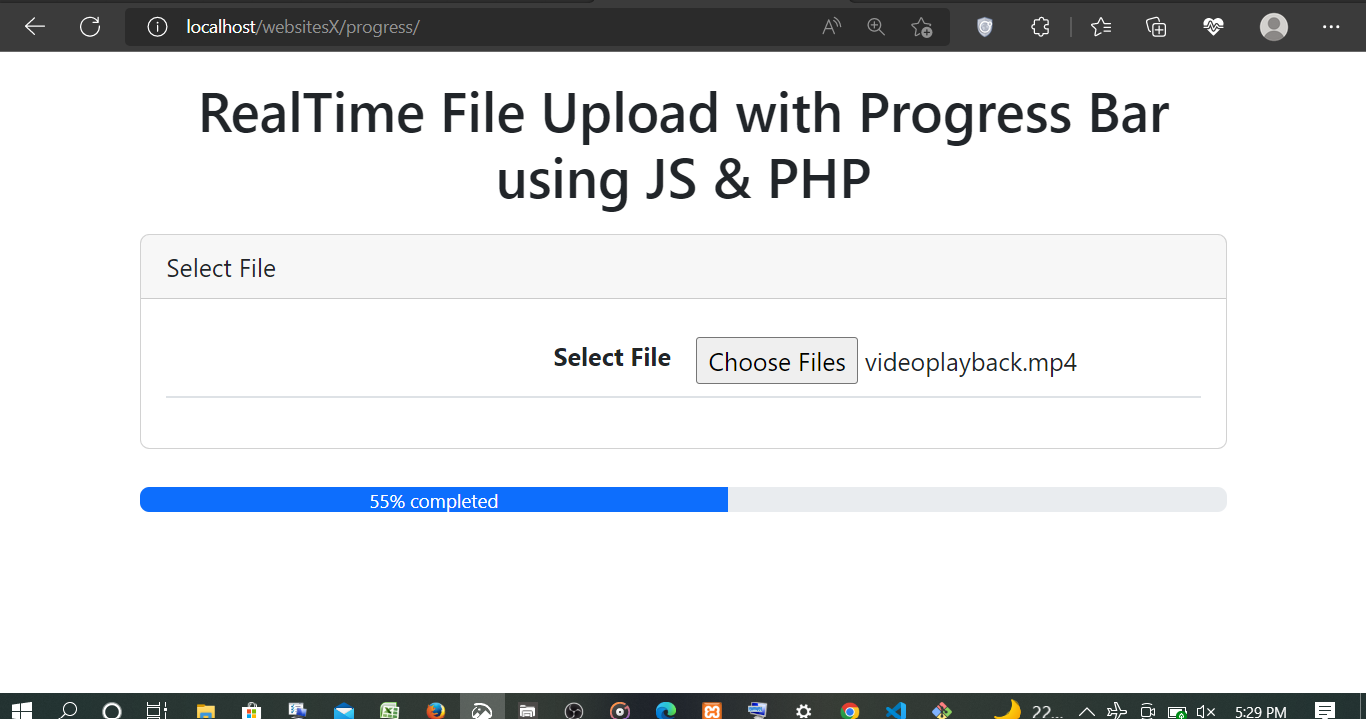 localhost/websitesX/progress/
RealTime File Upload with Progress Bar
using JS & PHP
Select File
Select File Choose Files videoplayback.mp4
55% completed
22... 5:29 PM